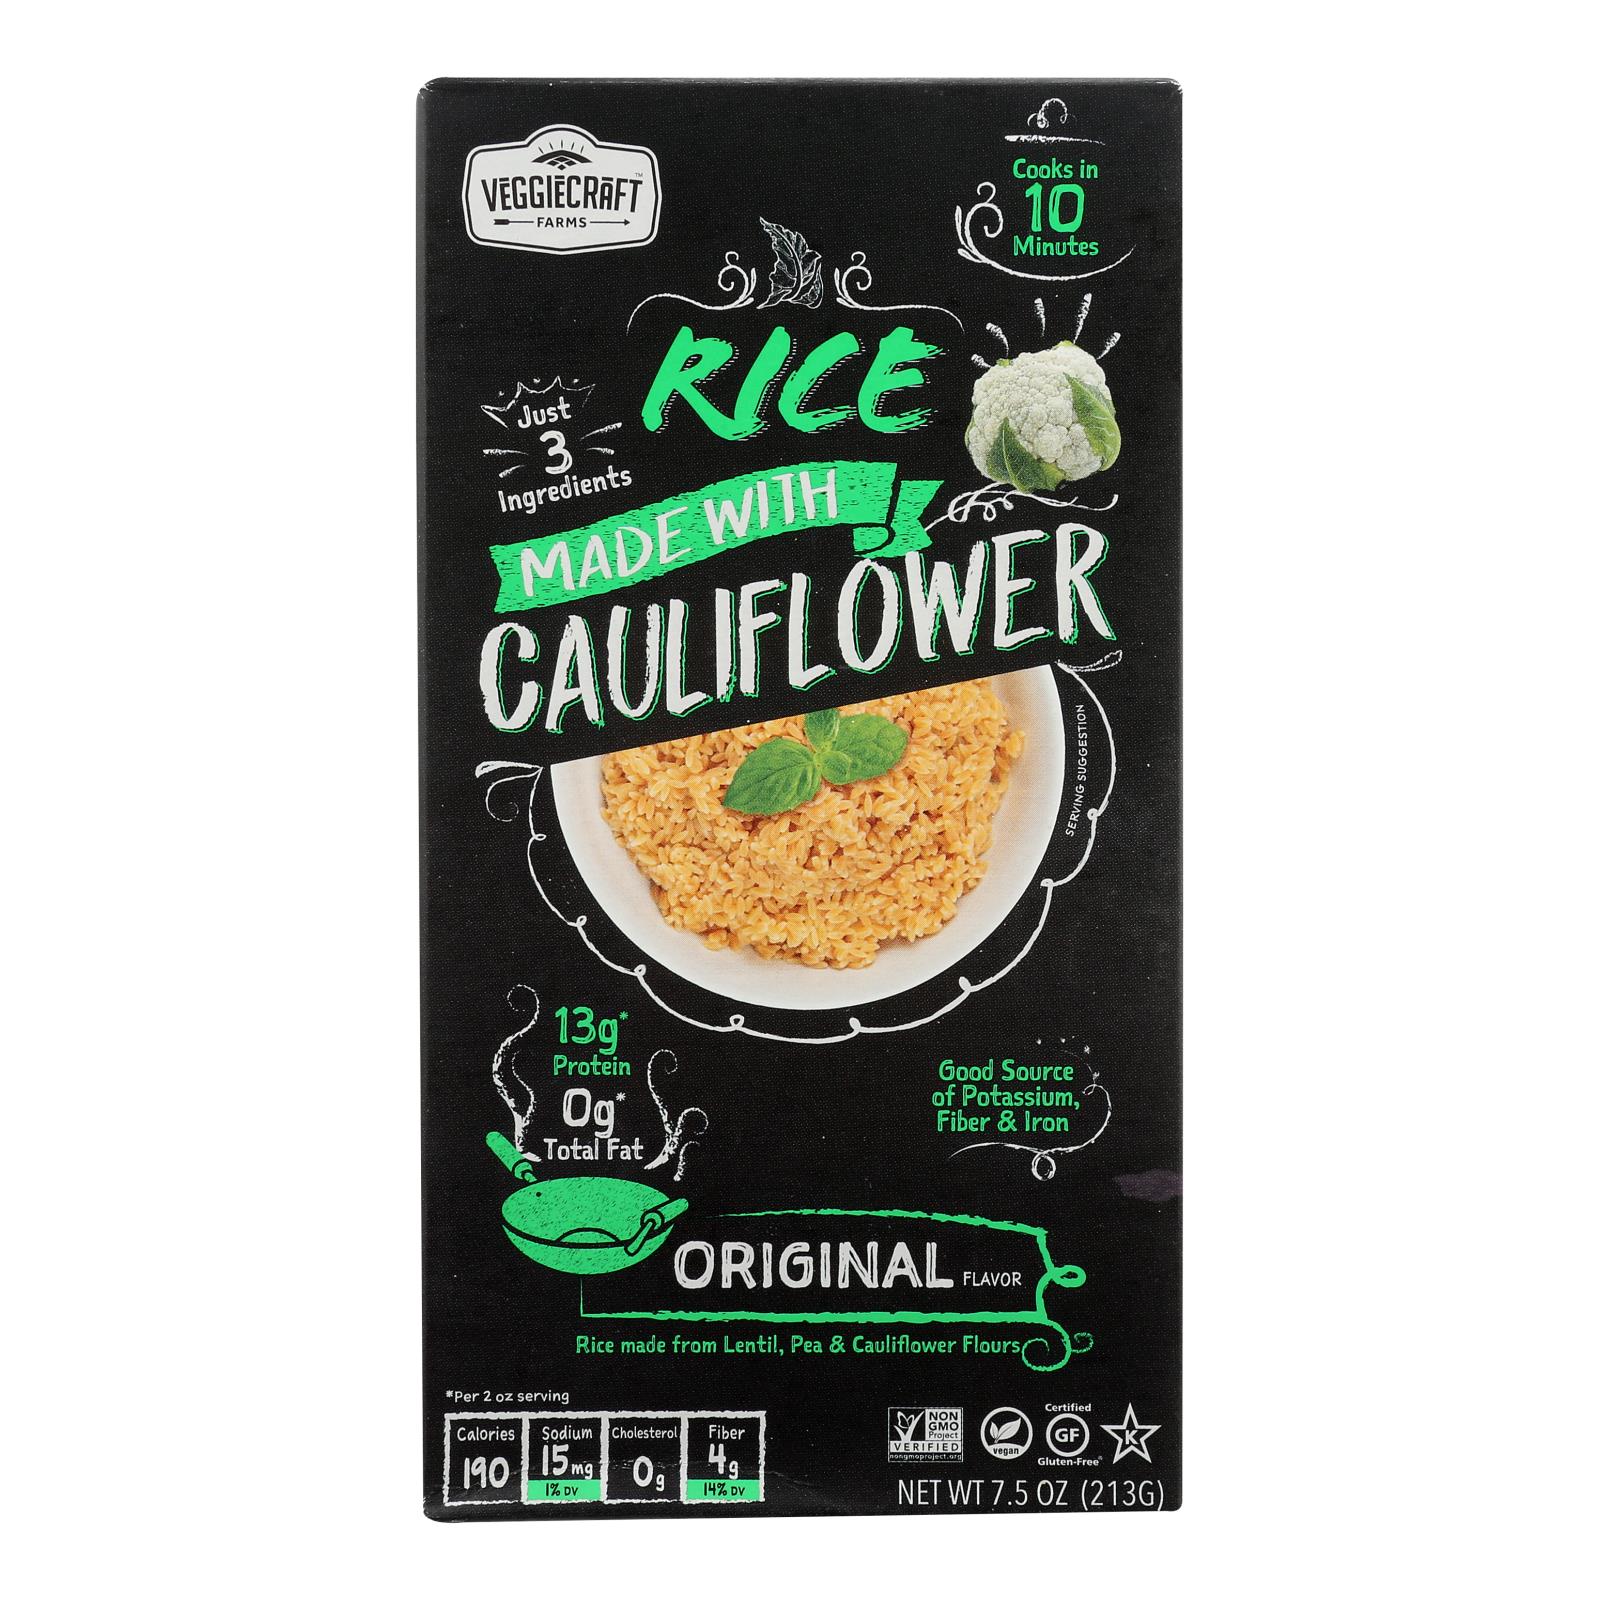 VĒGGIĒCRĀFT™
FARMS
Cooks in
10
Minutes
RICE
Just
3
Ingredients
MADE WITH
CAULIFLOWER
SERVING SUGGESTION
13g*
Protein
0g*
Total Fat
Good Source
of Potassium,
Fiber & Iron
ORIGINAL FLAVOR
Rice made from Lentil, Pea & Cauliflower Flours
*Per 2 oz serving
Calories
190
Sodium
15mg
1% DV
Cholesterol
0g
Fiber
4g
14% DV
NON
GMO
Project
VERIFIED
nongmoproject.org
vegan
Certified
GF
Gluten-Free®
K
NET WT 7.5 OZ (213G)